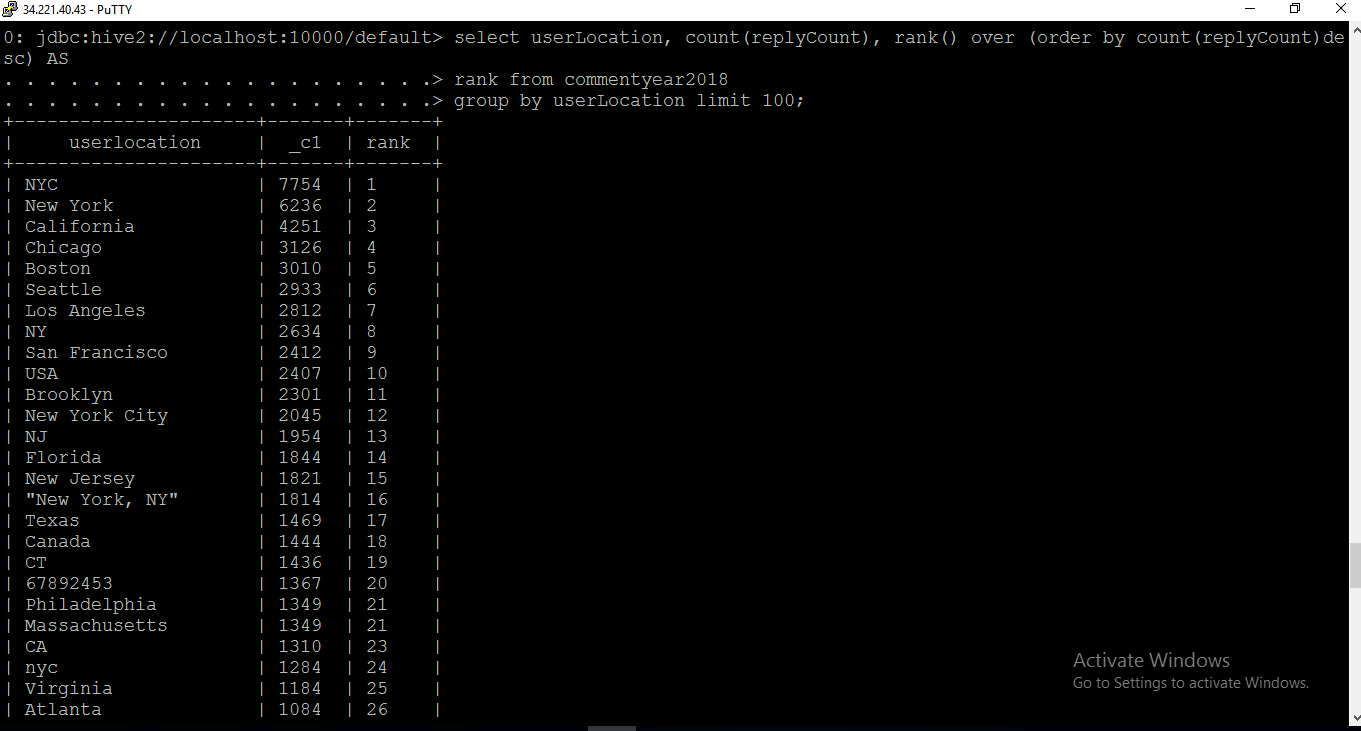 34.221.40.43 - PuTTY
0: jdbc:hive2://localhost:10000/default> select userLocation, count(replyCount), rank() over (order by count(replyCount)de
sc) AS
. . . . . . . . . . . . . . . . . . . .> rank from commentyear2018
. . . . . . . . . . . . . . . . . . . .> group by userLocation limit 100;
+----------------------+-------+-------+
| userlocation | _c1 | rank |
+----------------------+-------+-------+
| NYC | 7754 | 1 |
| New York | 6236 | 2 |
| California | 4251 | 3 |
| Chicago | 3126 | 4 |
| Boston | 3010 | 5 |
| Seattle | 2933 | 6 |
| Los Angeles | 2812 | 7 |
| NY | 2634 | 8 |
| San Francisco | 2412 | 9 |
| USA | 2407 | 10 |
| Brooklyn | 2301 | 11 |
| New York City | 2045 | 12 |
| NJ | 1954 | 13 |
| Florida | 1844 | 14 |
| New Jersey | 1821 | 15 |
| "New York, NY" | 1814 | 16 |
| Texas | 1469 | 17 |
| Canada | 1444 | 18 |
| CT | 1436 | 19 |
| 67892453 | 1367 | 20 |
| Philadelphia | 1349 | 21 |
| Massachusetts | 1349 | 21 |
| CA | 1310 | 23 |
| nyc | 1284 | 24 |
| Virginia | 1184 | 25 |
| Atlanta | 1084 | 26 |
Activate Windows
Go to Settings to activate Windows.